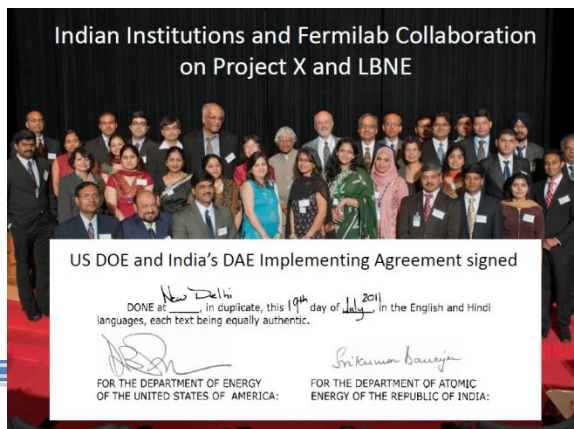 Indian Institutions and Fermilab Collaboration
on Project X and LBNE
US DOE and India's DAE Implementing Agreement signed
New Delhi
DONE at _____, in duplicate, this 19th day of July, 2011, in the English and Hindi
languages, each text being equally authentic.
Srikumar Banerjee
FOR THE DEPARTMENT OF ENERGY
OF THE UNITED STATES OF AMERICA:
FOR THE DEPARTMENT OF ATOMIC
ENERGY OF THE REPUBLIC OF INDIA: